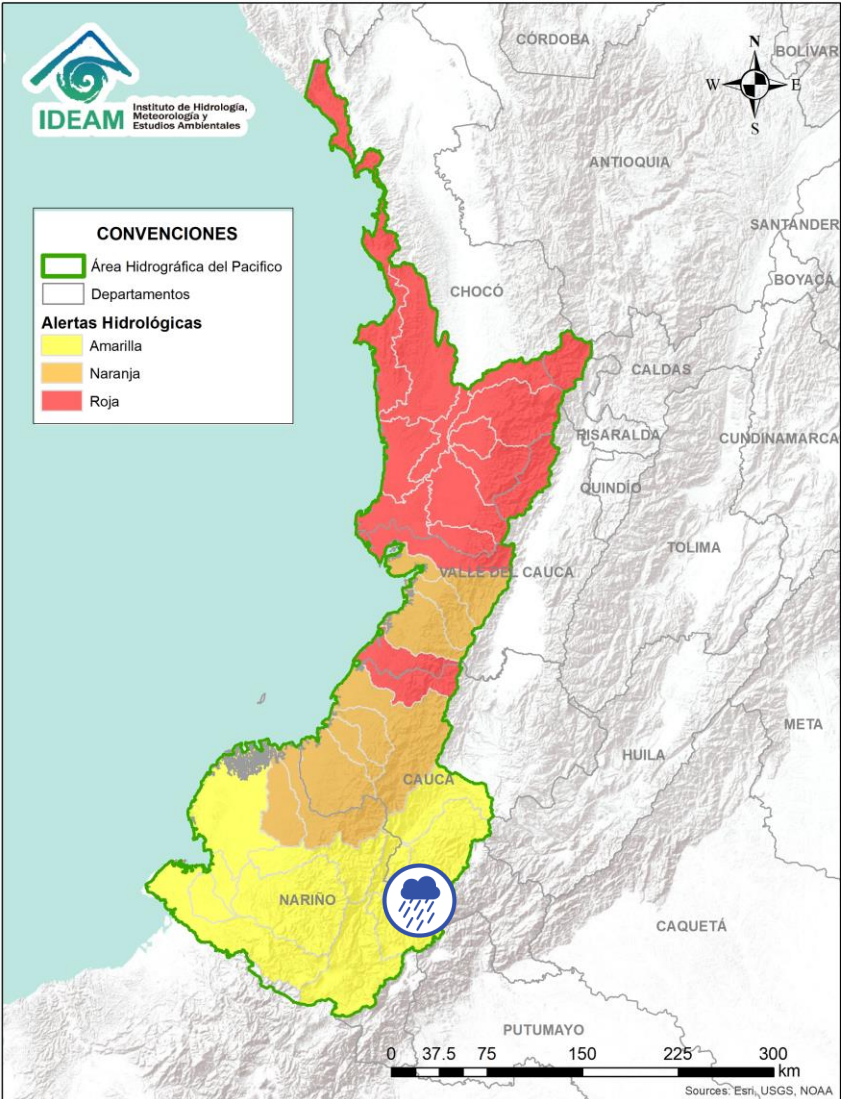 IDEAM
Instituto de Hidrología,
Meteorología y
Estudios Ambientales
CONVENCIONES
Área Hidrográfica del Pacifico
Departamentos
Alertas Hidrológicas
Amarilla
Naranja
Roja
N
W
E
S
CÓRDOBA
BOLÍVAR
ANTIOQUIA
SANTANDER
BOYACÁ
CHOCÓ
CALDAS
RISARALDA
CUNDINAMARCA
QUINDÍO
TOLIMA
VALLE DEL CAUCA
META
HUILA
CAUCA
NARIÑO
CAQUETÁ
PUTUMAYO
0 37.5 75 150 225 300
km
Sources: Esri, USGS, NOAA